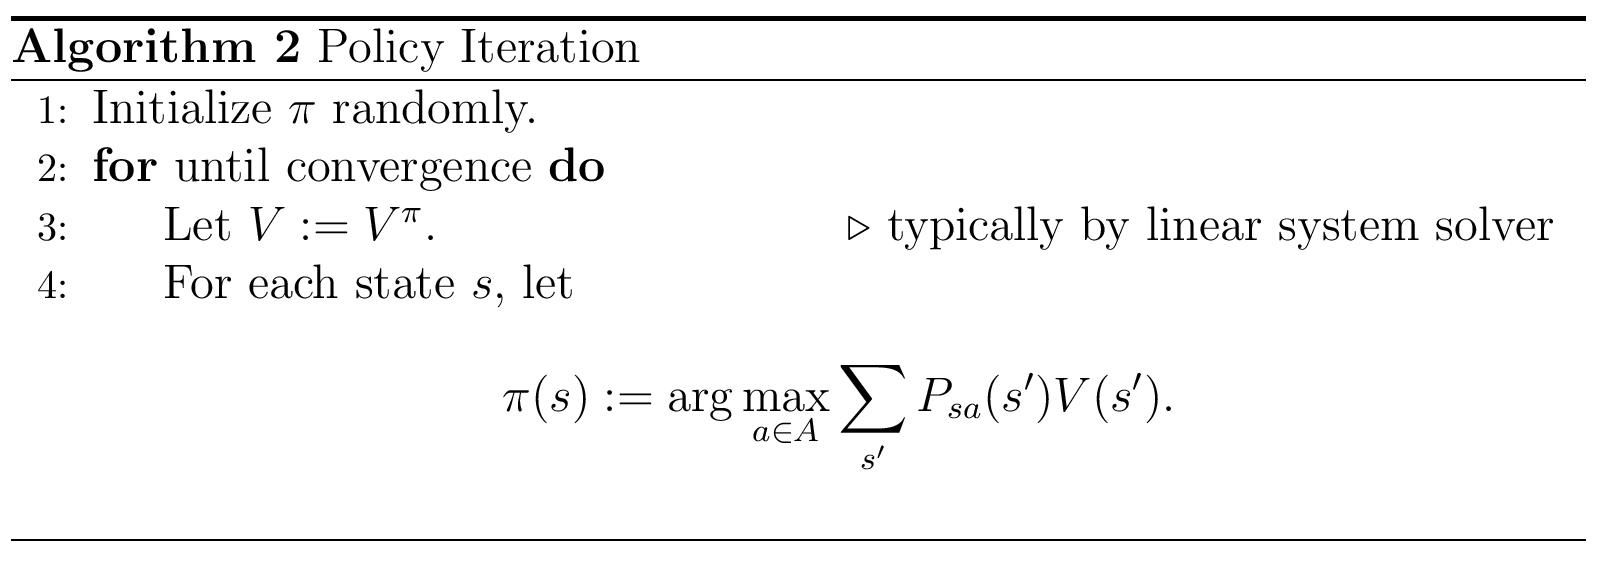 Algorithm 2 Policy Iteration
1: Initialize π randomly.
2: for until convergence do
3: Let V := V^π. ▷ typically by linear system solver
4: For each state s, let
π(s) := arg max_{a∈A} ∑_{s′} P_{sa}(s′)V(s′).